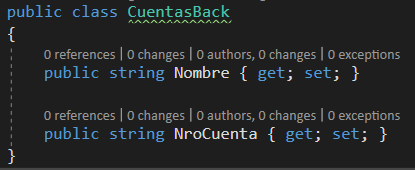 public class CuentasBack
{
0 references | 0 changes | 0 authors, 0 changes | 0 exceptions
public string Nombre { get; set; }
0 references | 0 changes | 0 authors, 0 changes | 0 exceptions
public string NroCuenta { get; set; }
}